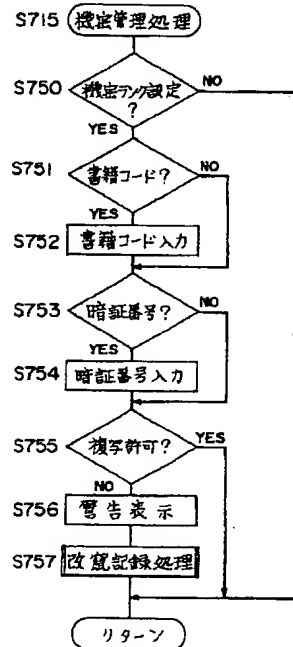 S715 機密管理処理
S750 機密ランク設定 NO
?
YES
S751 書籍コード? NO
YES
S752 書籍コード入力
S753 暗証番号? NO
YES
S754 暗証番号入力
S755 複写許可? YES
NO
S756 警告表示
S757 改竄記録処理
リターン